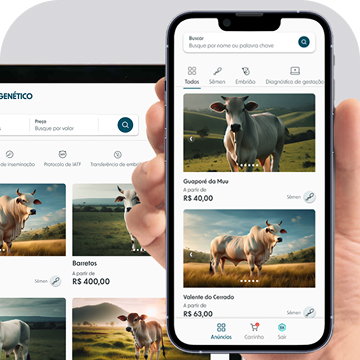 GENÉTICO
Preço
Busque por valor
de Inseminação
Protocolo de IATF
Transferência de embri
Barretos
A partir de
R$ 400,00
Sêmen
Buscar
Busque por nome ou palavra chave
Todos
Sêmen
Embrião
Diagnóstico de gestação
Guaporé da Muu
A partir de
R$ 40,00
Sêmen
Valente do Cerrado
A partir de
R$ 63,00
Sêmen
Anúncios
Carrinho
Sair